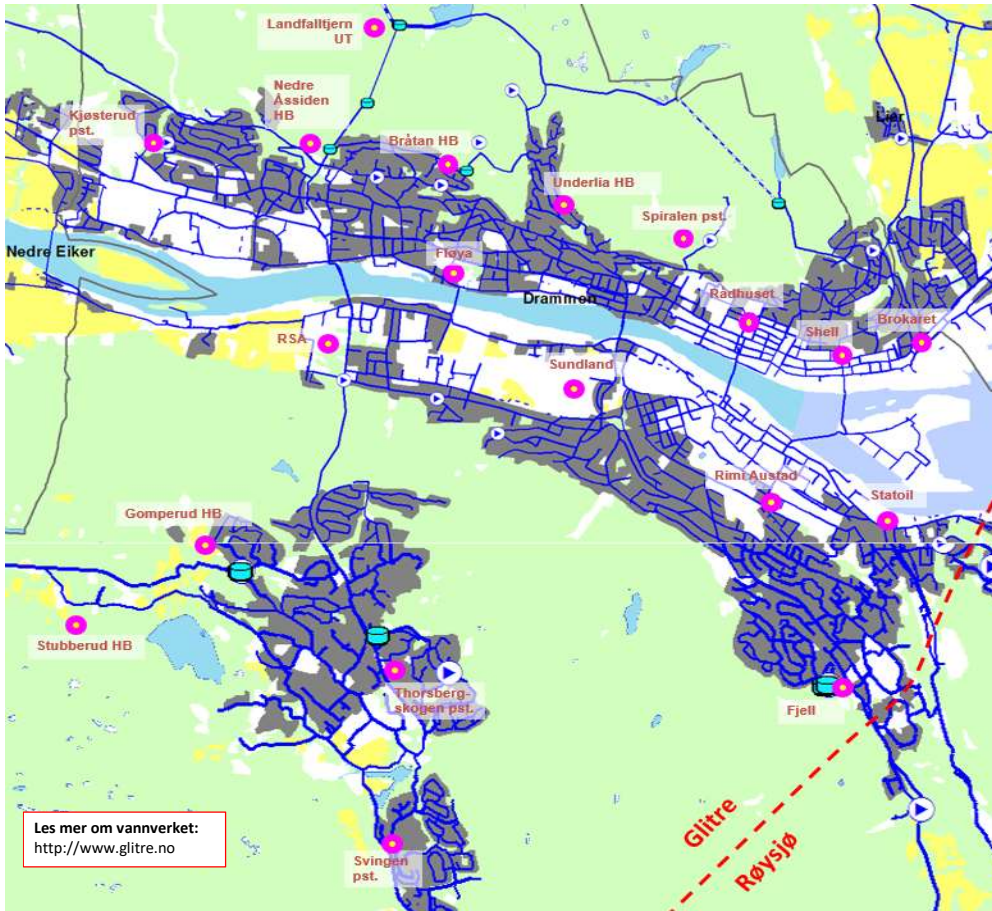 Landfalltjern
UT
Nedre
Åssiden
HB
Kjøsterud
pst.
Bråtan HB
Lier
Underlia HB
Spiralen pst.
Nedre Eiker
Fløya
Drammen
Rådhuset
Brokaret
Shell
RSA
Sundland
Rimi Austad
Statoil
Gomperud HB
Stubberud HB
Thorsberg-
skogen pst.
Fjell
Glitre
Røysjø
Les mer om vannverket:
http://www.glitre.no
Svingen
pst.